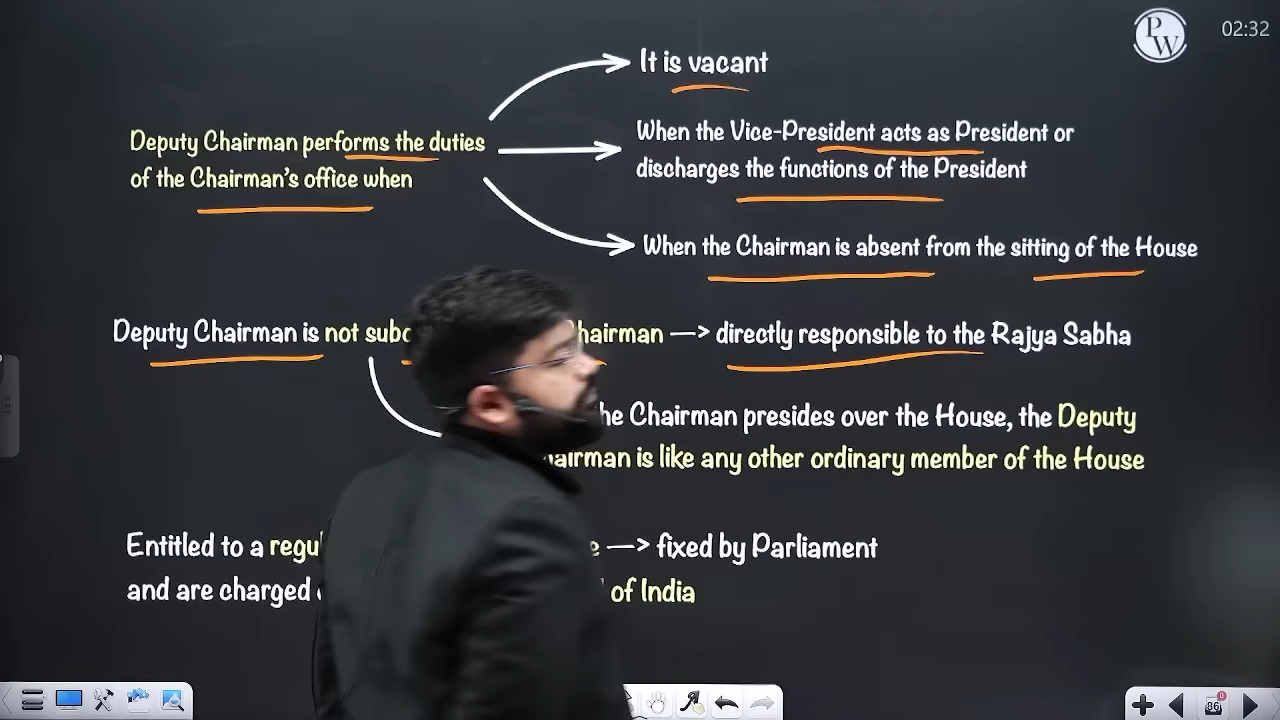 PW
02:32
It is vacant
Deputy Chairman performs the duties
of the Chairman's office when
When the Vice-President acts as President or
discharges the functions of the President
When the Chairman is absent from the sitting of the House
Deputy Chairman is not hairman —> directly responsible to the Rajya Sabha
he Chairman presides over the House, the Deputy
airman is like any other ordinary member of the House
Entitled to a —> fixed by Parliament
and are charged of India
86
0